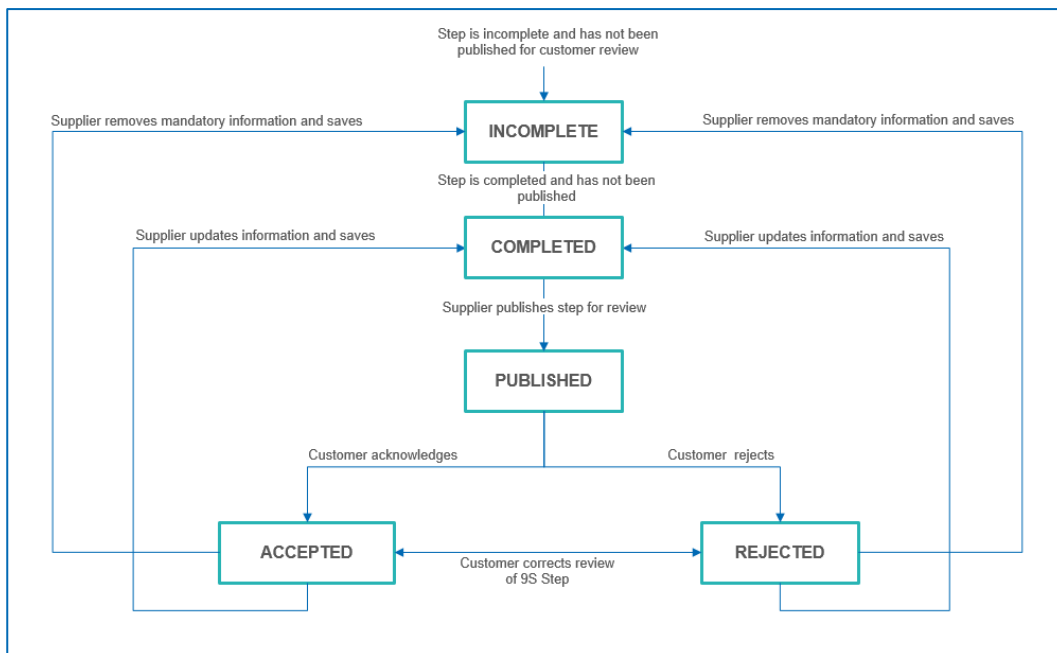 Step is incomplete and has not been
published for customer review
Supplier removes mandatory information and saves
INCOMPLETE
Supplier removes mandatory information and saves
Step is completed and has not been
published
Supplier updates information and saves
COMPLETED
Supplier updates information and saves
Supplier publishes step for review
PUBLISHED
Customer acknowledges
Customer rejects
ACCEPTED
Customer corrects review
of 9S Step
REJECTED